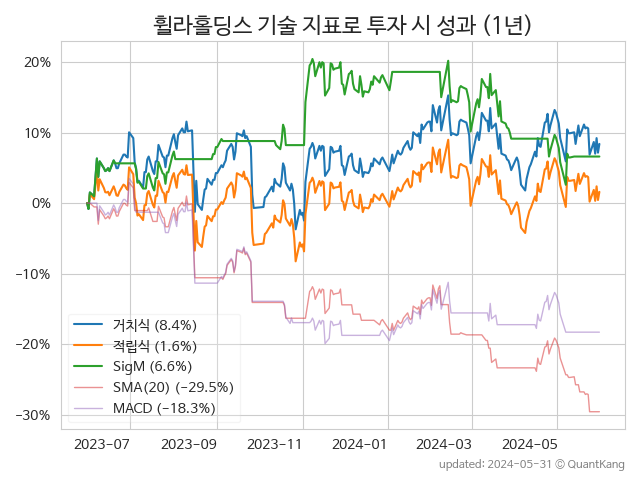 휠라홀딩스 기술 지표로 투자 시 성과 (1년)
20%
10%
0%
−10%
−20%
−30%
거치식 (8.4%)
적립식 (1.6%)
SigM (6.6%)
SMA(20) (−29.5%)
MACD (−18.3%)
2023-07
2023-09
2023-11
2024-01
2024-03
2024-05
updated: 2024-05-31 © QuantKang